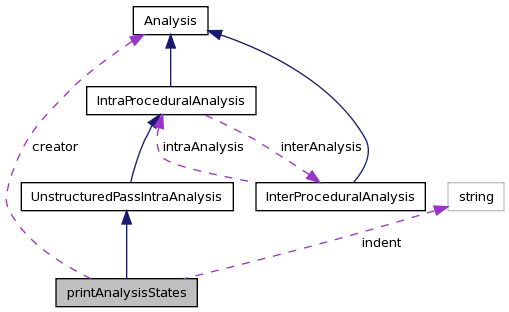 Analysis
IntraProceduralAnalysis
creator
intraAnalysis
interAnalysis
UnstructuredPassIntraAnalysis
InterProceduralAnalysis
string
indent
printAnalysisStates